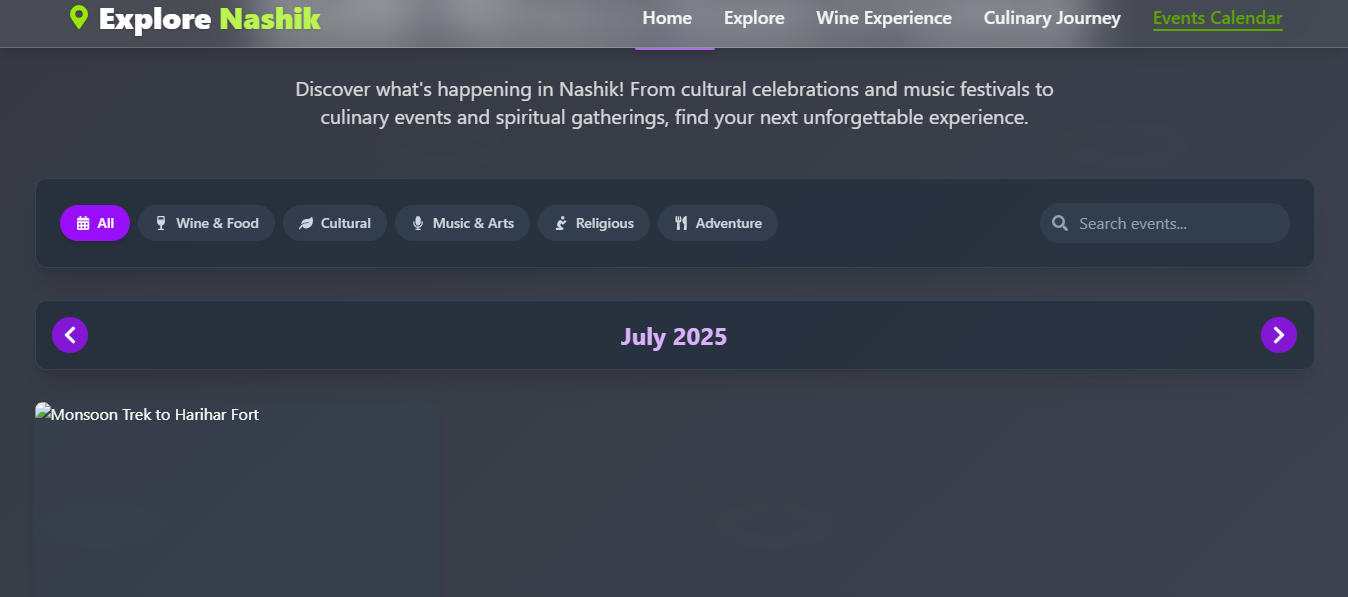 Explore Nashik
Home
Explore
Wine Experience
Culinary Journey
Events Calendar
Discover what's happening in Nashik! From cultural celebrations and music festivals to
culinary events and spiritual gatherings, find your next unforgettable experience.
All
Wine & Food
Cultural
Music & Arts
Religious
Adventure
Search events...
July 2025
Monsoon Trek to Harihar Fort